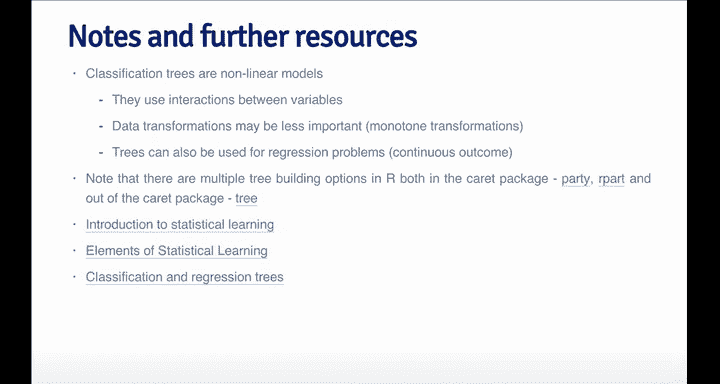 Notes and further resources
· Classification trees are non-linear models
- They use interactions between variables
- Data transformations may be less important (monotone transformations)
- Trees can also be used for regression problems (continuous outcome)
· Note that there are multiple tree building options in R both in the caret package - party, rpart and
out of the caret package - tree
· Introduction to statistical learning
· Elements of Statistical Learning
· Classification and regression trees